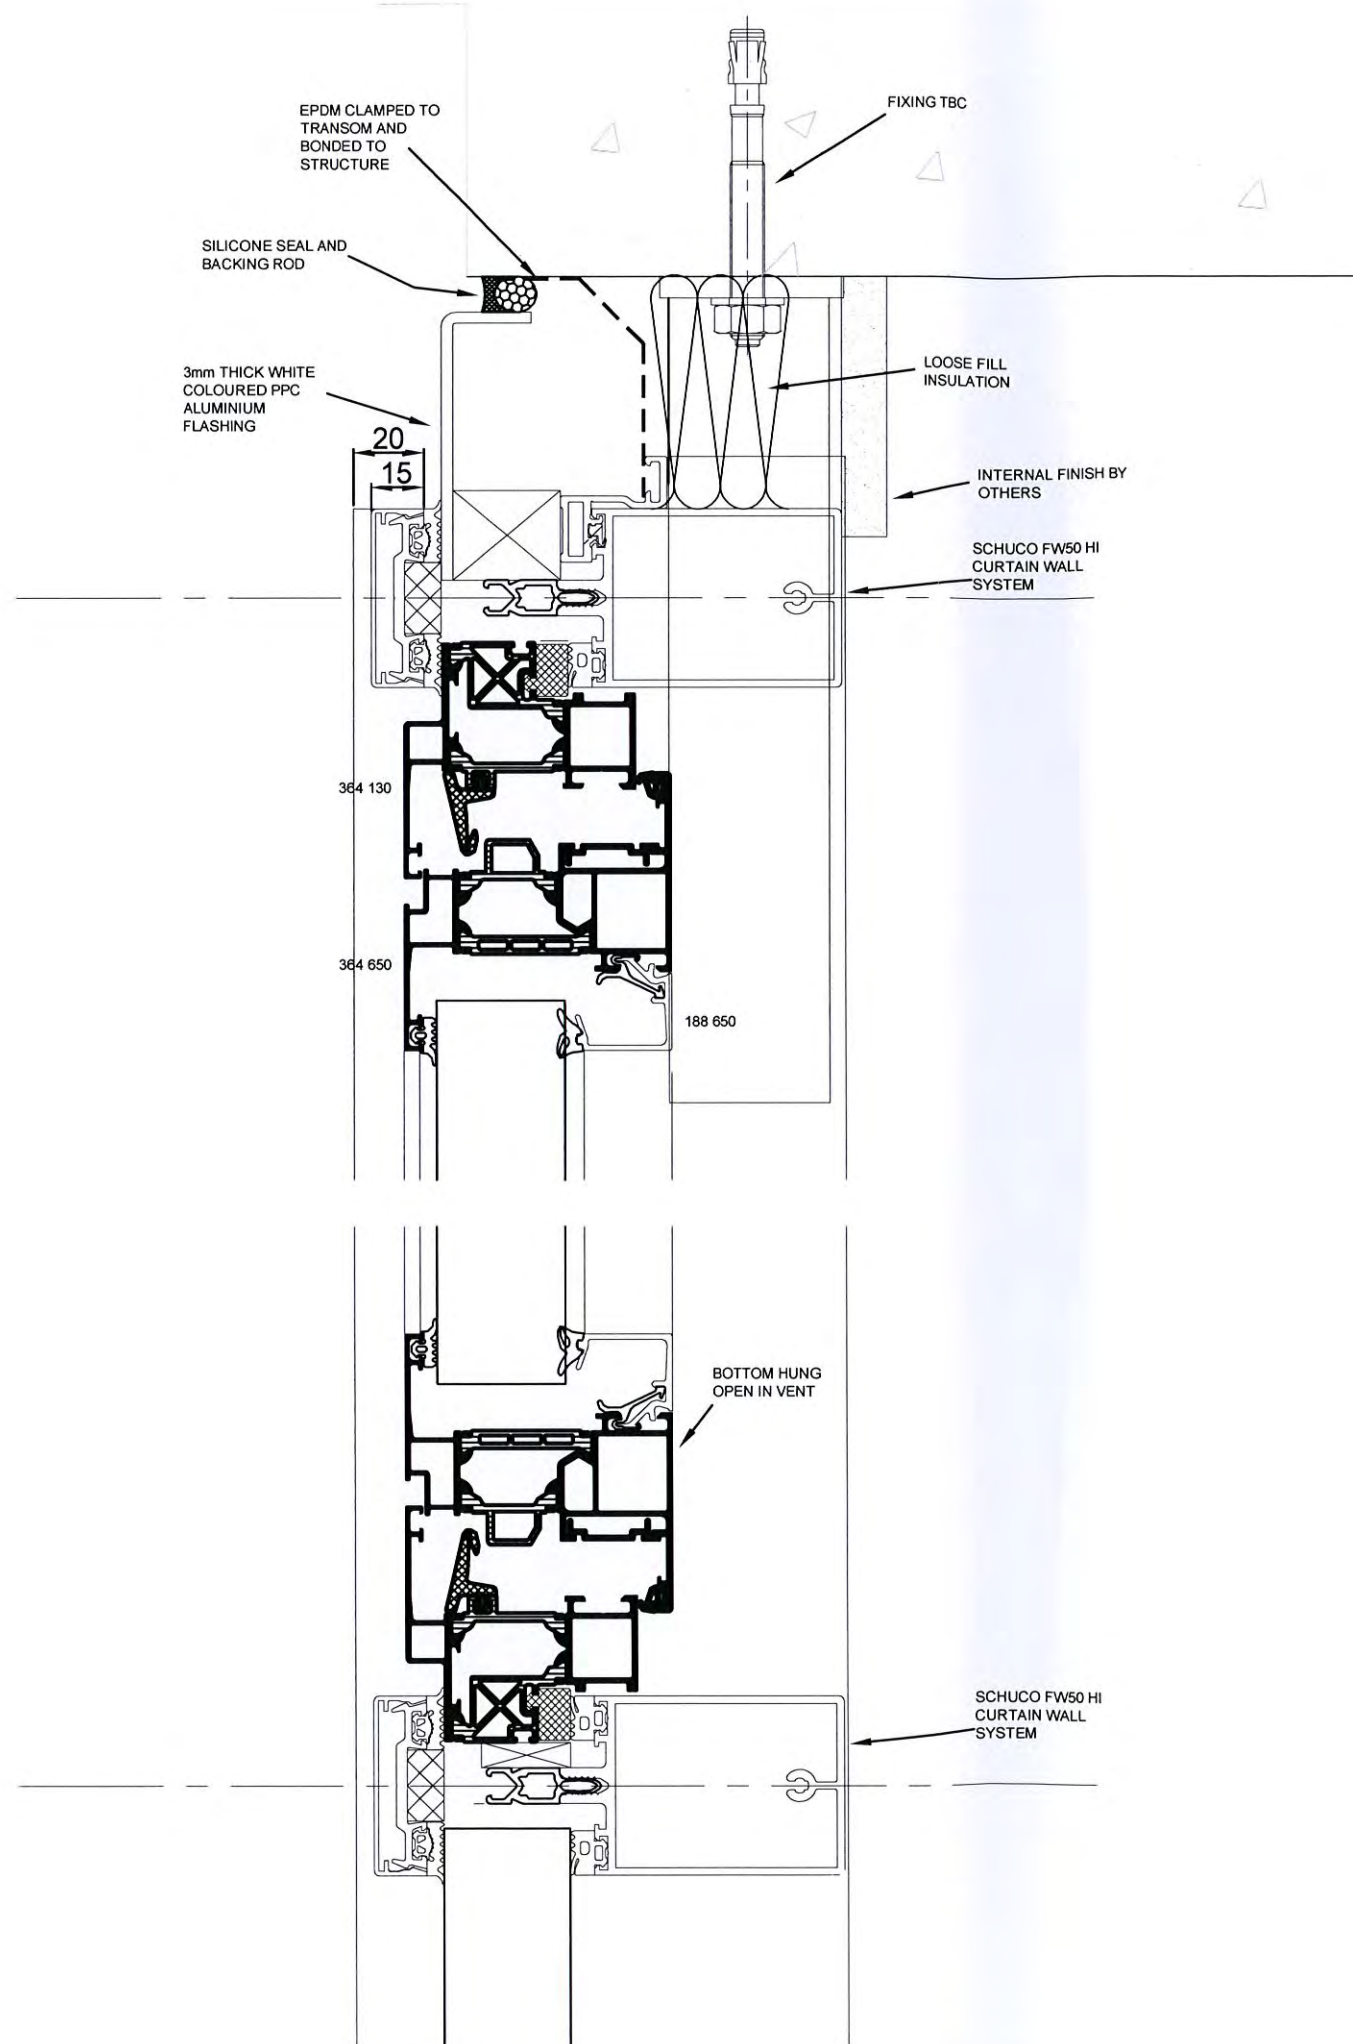 EPDM CLAMPED TO
TRANSOM AND
BONDED TO
STRUCTURE
FIXING TBC
SILICONE SEAL AND
BACKING ROD
3mm THICK WHITE
COLOURED PPC
ALUMINIUM
FLASHING
LOOSE FILL
INSULATION
20
15
INTERNAL FINISH BY
OTHERS
SCHUCO FW50 HI
CURTAIN WALL
SYSTEM
364 130
364 650
188 650
BOTTOM HUNG
OPEN IN VENT
SCHUCO FW50 HI
CURTAIN WALL
SYSTEM